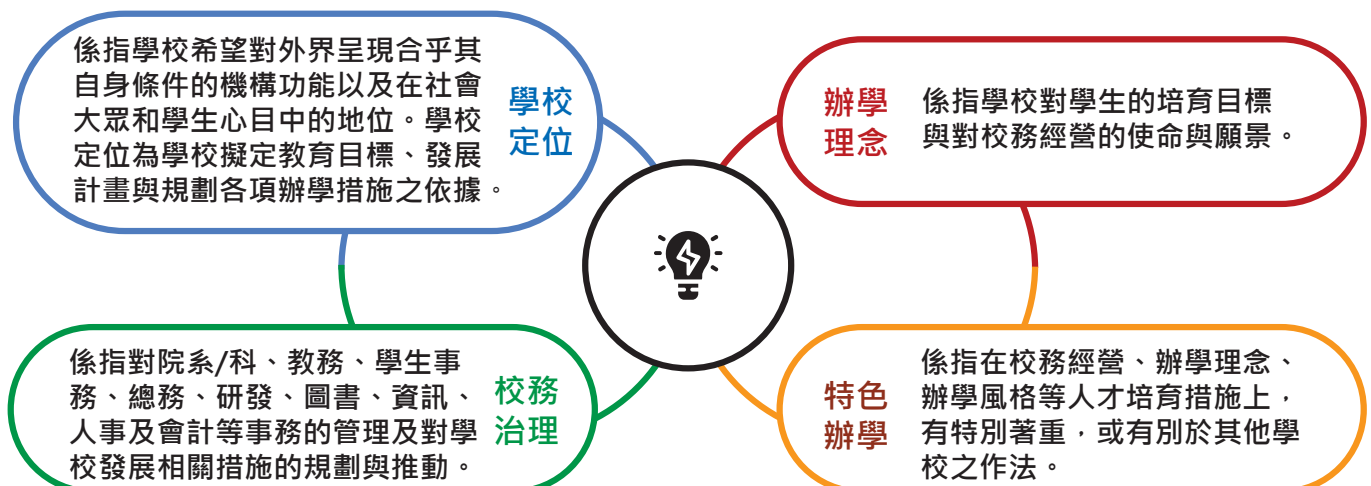 係指學校希望對外界呈現合乎其
自身條件的機構功能以及在社會
大眾和學生心目中的地位。學校
定位為學校擬定教育目標、發展
計畫與規劃各項辦學措施之依據。
學校
定位
辦學
理念
係指學校對學生的培育目標
與對校務經營的使命與願景。
係指對院系/科、教務、學生事
務、總務、研發、圖書、資訊、
人事及會計等事務的管理及對學
校發展相關措施的規劃與推動。
校務
治理
特色
辦學
係指在校務經營、辦學理念、
辦學風格等人才培育措施上，
有特別著重，或有別於其他學
校之作法。